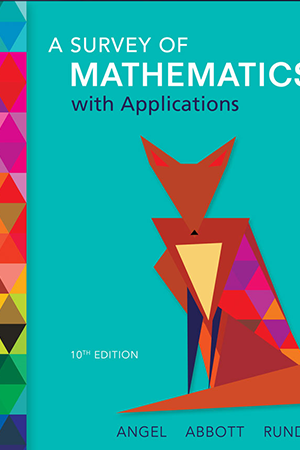 A SURVEY OF
MATHEMATICS
with Applications
10TH EDITION
ANGEL ABBOTT RUND